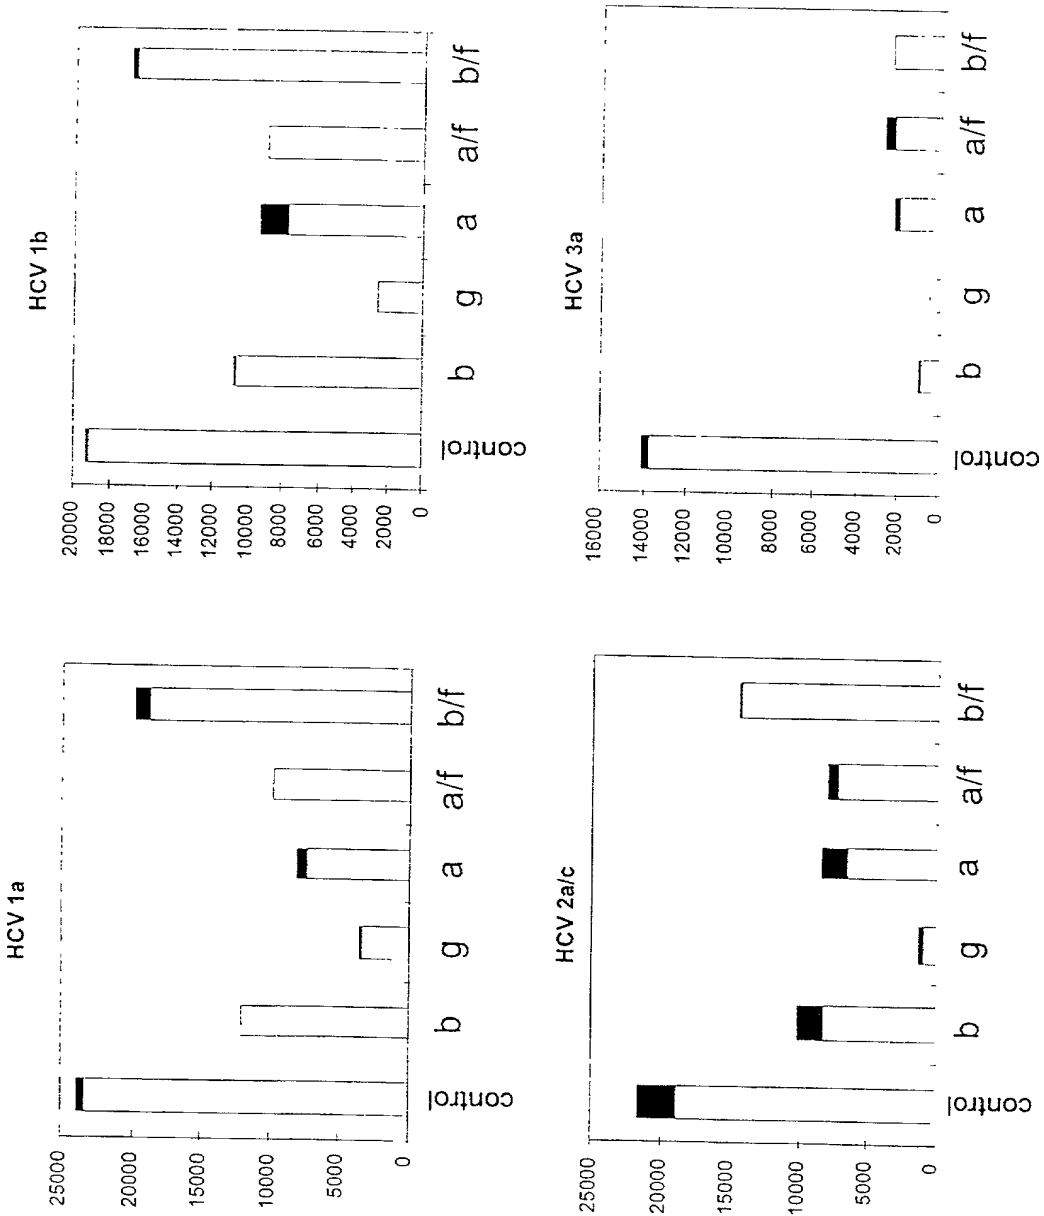 HCV 1a
25000
20000
15000
10000
5000
0
control
b
g
a
a/f
b/f
HCV 1b
20000
18000
16000
14000
12000
10000
8000
6000
4000
2000
0
control
b
g
a
a/f
b/f
HCV 2a/c
25000
20000
15000
10000
5000
0
control
b
g
a
a/f
b/f
HCV 3a
16000
14000
12000
10000
8000
6000
4000
2000
0
control
b
g
a
a/f
b/f